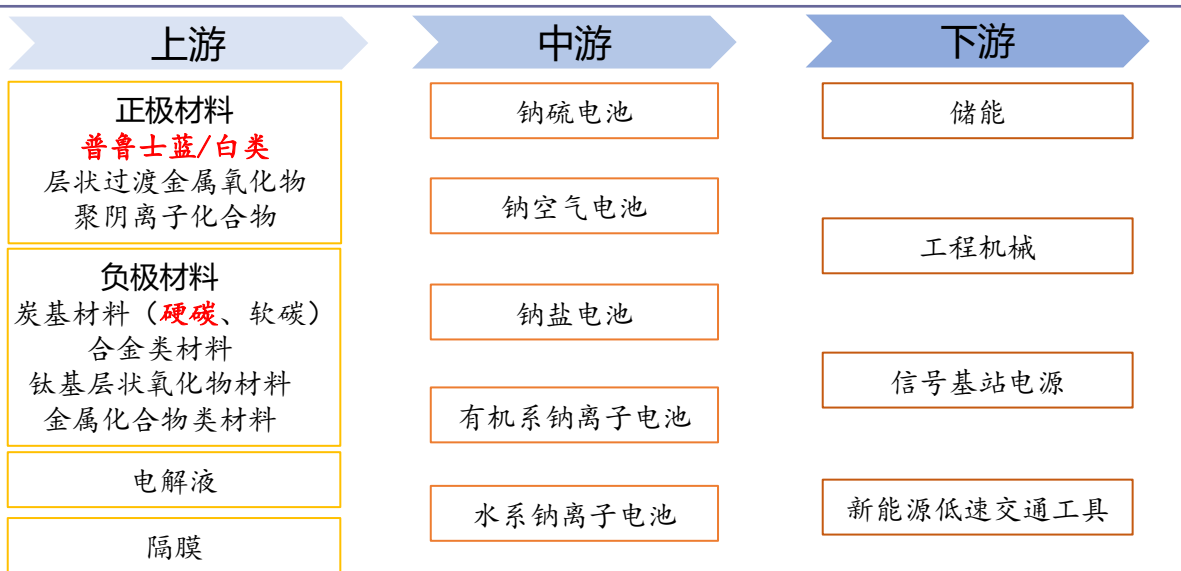 上游
正极材料
普鲁士蓝/白类
层状过渡金属氧化物
聚阴离子化合物
负极材料
炭基材料（硬碳、软碳）
合金类材料
钛基层状氧化物材料
金属化合物类材料
电解液
隔膜
中游
钠硫电池
钠空气电池
钠盐电池
有机系钠离子电池
水系钠离子电池
下游
储能
工程机械
信号基站电源
新能源低速交通工具